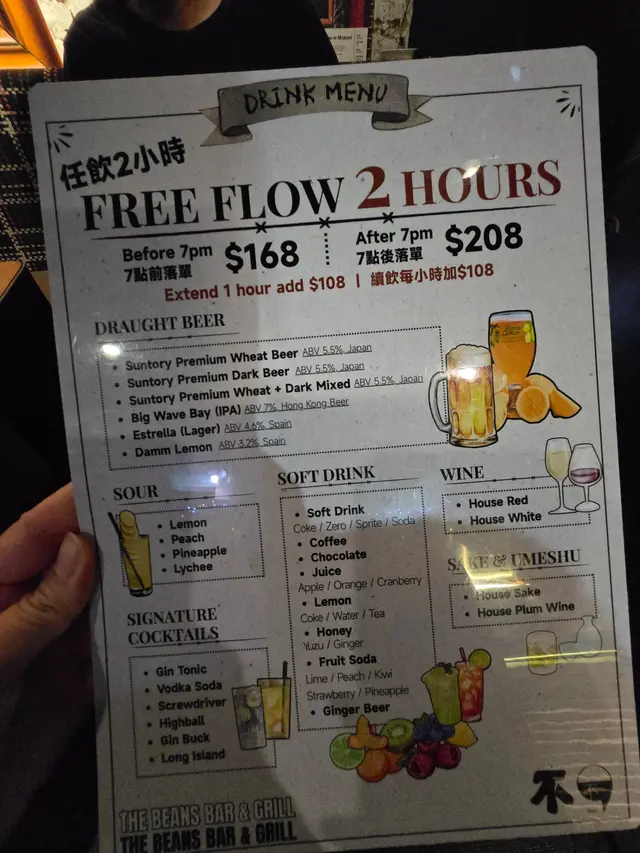 DRINK MENU
任飲2小時
FREE FLOW 2 HOURS
Before 7pm
7點前落單
$168
After 7pm
7點後落單
$208
Extend 1 hour add $108 | 續飲每小時加$108
DRAUGHT BEER
• Suntory Premium Wheat Beer ABV 5.5%, Japan
• Suntory Premium Dark Beer ABV 5.5%, Japan
• Suntory Premium Wheat + Dark Mixed ABV 5.5%, Japan
• Big Wave Bay (IPA) ABV 7%, Hong Kong Beer
• Estrella (Lager) ABV 4.6%, Spain
• Damm Lemon ABV 3.2%, Spain
SOUR
• Lemon
• Peach
• Pineapple
• Lychee
SIGNATURE
COCKTAILS
• Gin Tonic
• Vodka Soda
• Screwdriver
• Highball
• Gin Buck
• Long Island
SOFT DRINK
• Soft Drink
Coke / Zero / Sprite / Soda
• Coffee
• Chocolate
• Juice
Apple / Orange / Cranberry
• Lemon
Coke / Water / Tea
• Honey
Yuzu / Ginger
• Fruit Soda
Lime / Peach / Kiwi
Strawberry / Pineapple
• Ginger Beer
WINE
• House Red
• House White
SAKE & UMESHU
• House Sake
• House Plum Wine
THE BEANS BAR & GRILL
THE BEANS BAR & GRILL
不